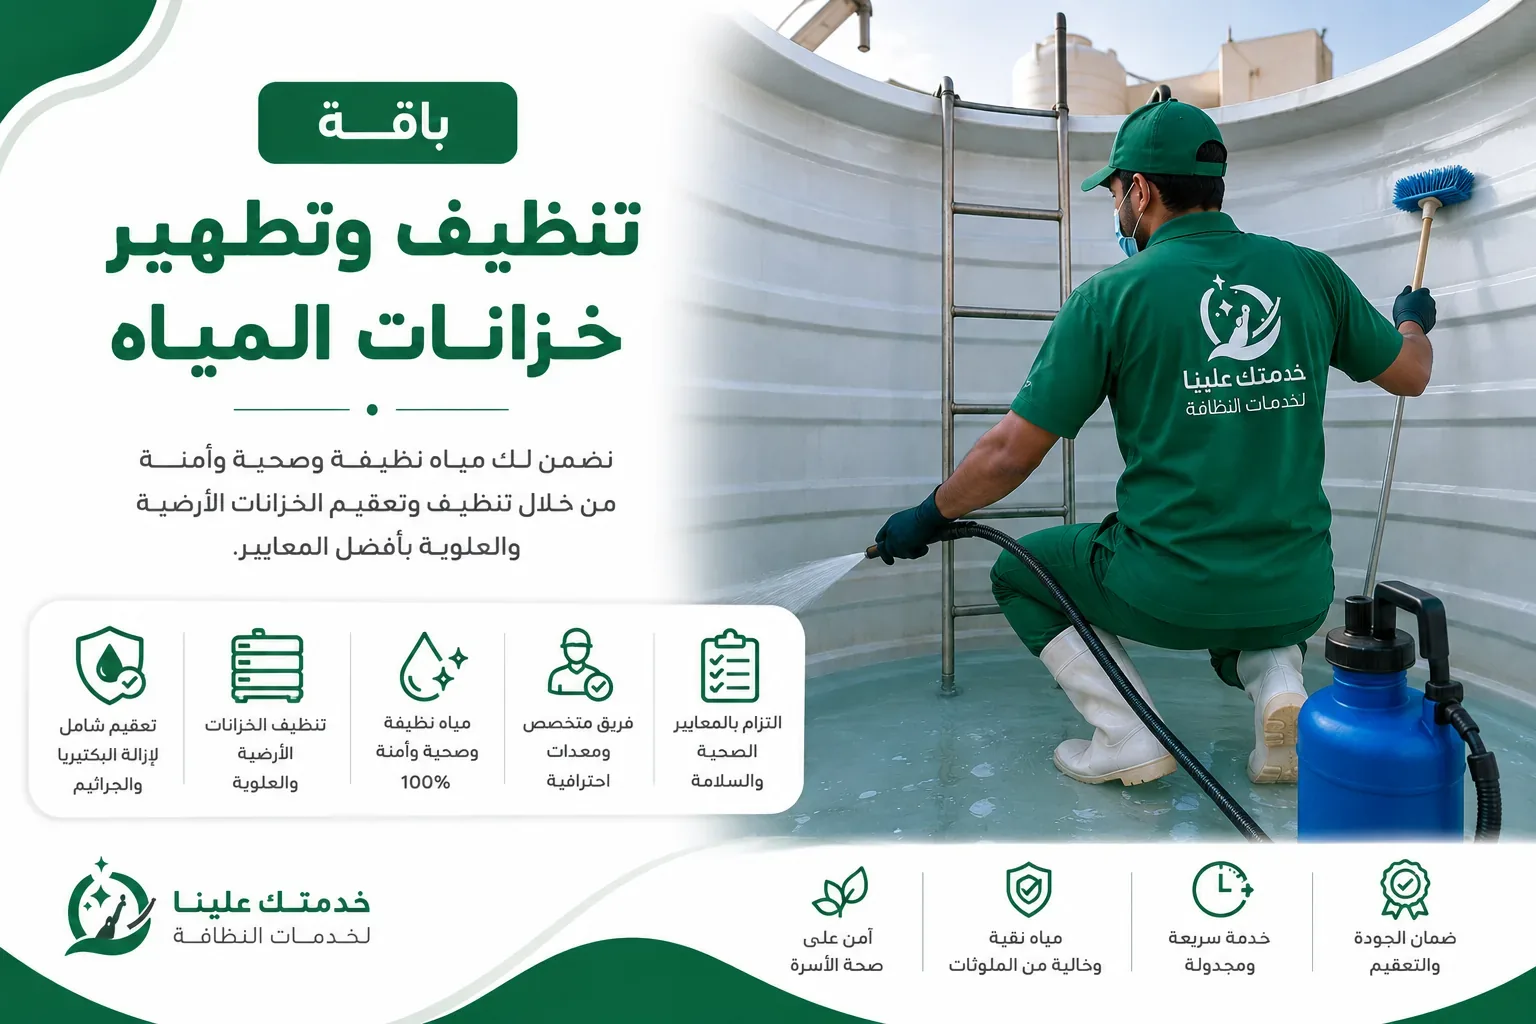 باقة
تنظيف وتطهير
خزانات المياه
نضمن لك مياه نظيفة وصحية وأمنة
من خلال تنظيف وتعقيم الخزانات الأرضية
والعلوية بأفضل المعايير.
خدمتك علينا
لخدمات النظافة
التزام بالمعايير
الصحية
والسلامة
فريق متخصص
ومعدات
احترافية
مياه نظيفة
وصحية وأمنة
100%
تنظيف الخزانات
الأرضية
والعلوية
تعقيم شامل
لإزالة البكتيريا
والجراثيم
ضمان الجودة
والتعقيم
خدمة سريعة
ومجدولة
مياه نقية
وخالية من الملوثات
آمن على
صحة الأسرة
خدمتك علينا
لخدمات النظافة